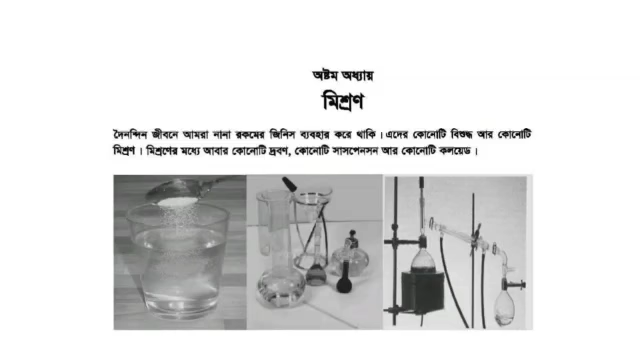 অষ্টম অধ্যায়
মিশ্রণ
দৈনন্দিন জীবনে আমরা নানা রকমের জিনিস ব্যবহার করে থাকি। এদের কোনোটি বিশুদ্ধ আর কোনোটি
মিশ্রণ। মিশ্রণের মধ্যে আবার কোনোটি দ্রবণ, কোনোটি সাসপেনসন আর কোনোটি কলয়েড।